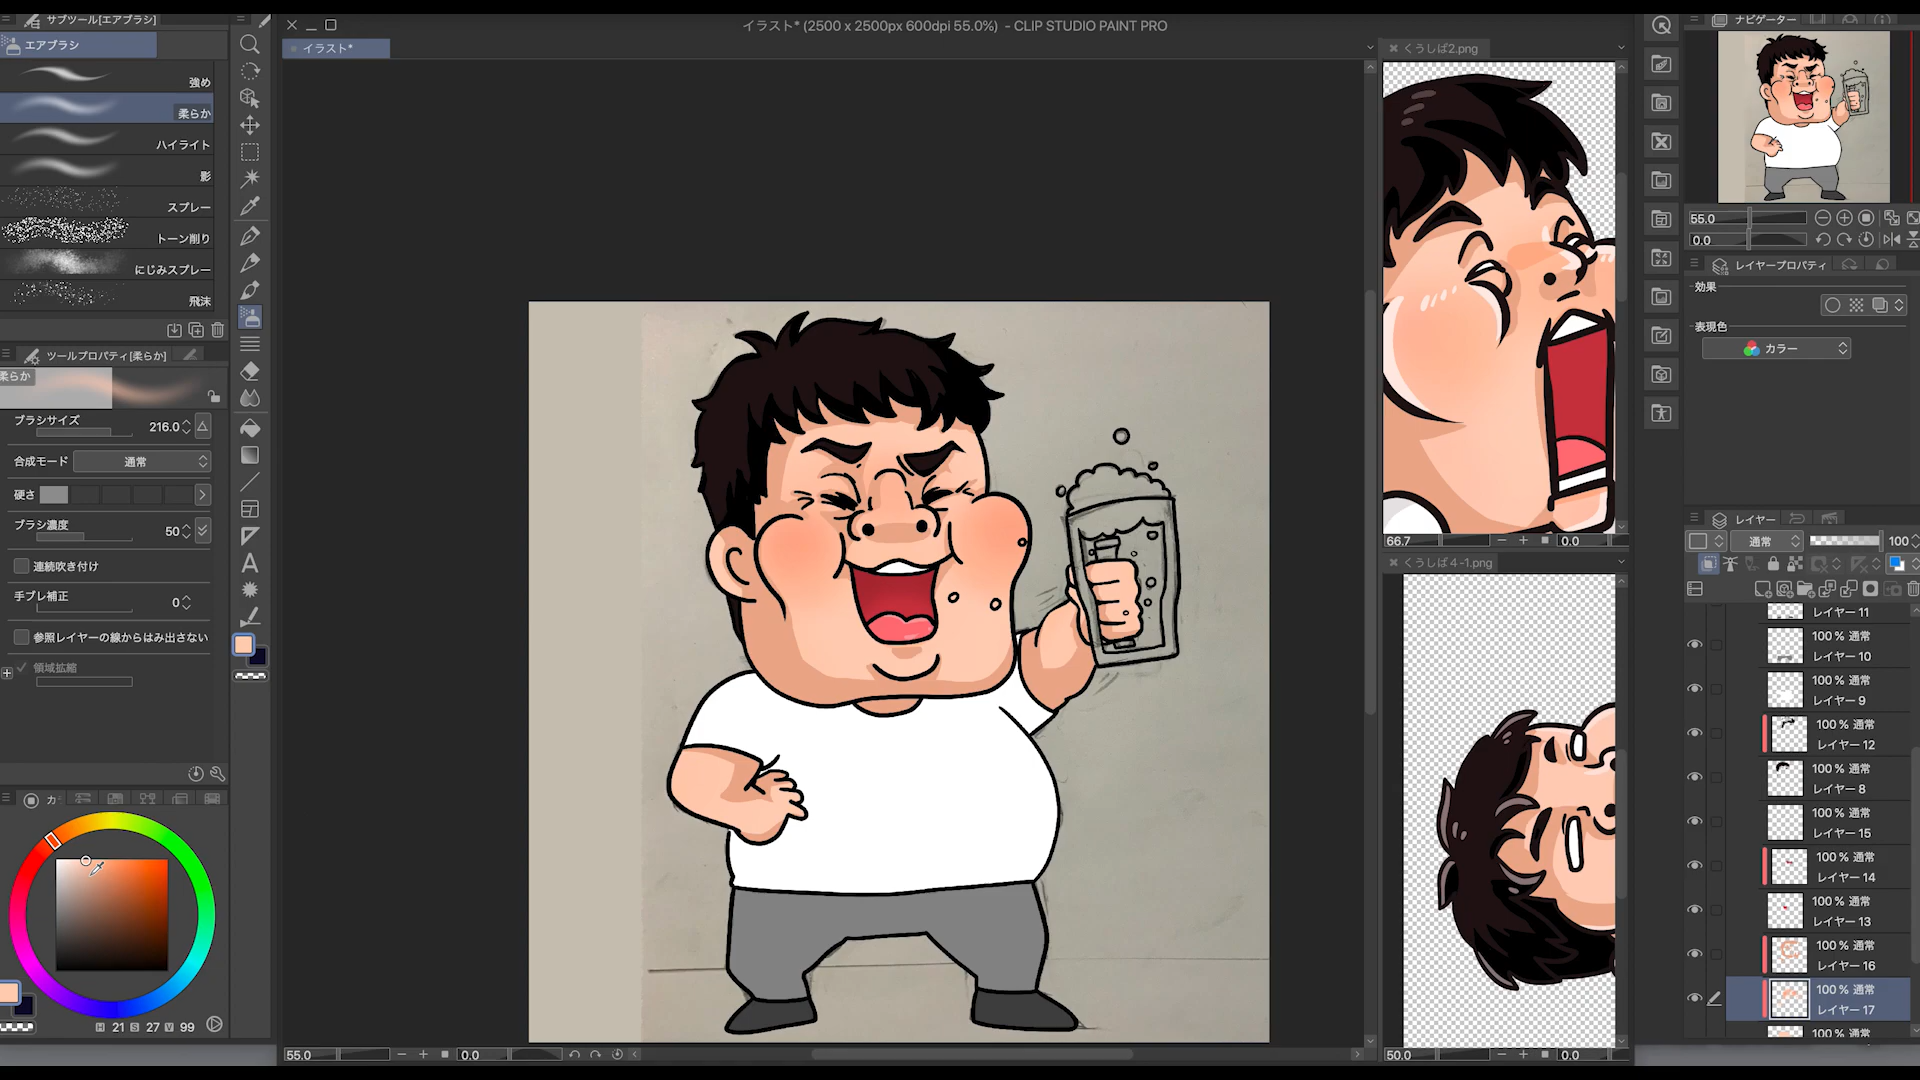 サブツール[エアブラシ]
エアブラシ
強め
柔らか
ハイライト
影
スプレー
トーン削り
にじみスプレー
飛沫
ツールプロパティ[柔らか]
柔らか
ブラシサイズ 216.0
合成モード 通常
硬さ
ブラシ濃度 50
連続吹き付け
手ブレ補正 0
参照レイヤーの線からはみ出さない
領域拡縮
カ
H 21 S 27 V 99
イラスト* (2500 x 2500px 600dpi 55.0%) - CLIP STUDIO PAINT PRO
イラスト*
55.0 0.0
くうしば2.png
66.7 0.0
くうしば４-1.png
50.0 0.0
ナビゲーター
55.0
0.0
レイヤープロパティ
効果
表現色
カラー
レイヤー
通常 100
レイヤー 11
100 % 通常
レイヤー 10
100 % 通常
レイヤー 9
100 % 通常
レイヤー 12
100 % 通常
レイヤー 8
100 % 通常
レイヤー 15
100 % 通常
レイヤー 14
100 % 通常
レイヤー 13
100 % 通常
レイヤー 16
100 % 通常
レイヤー 17
100 % 通常